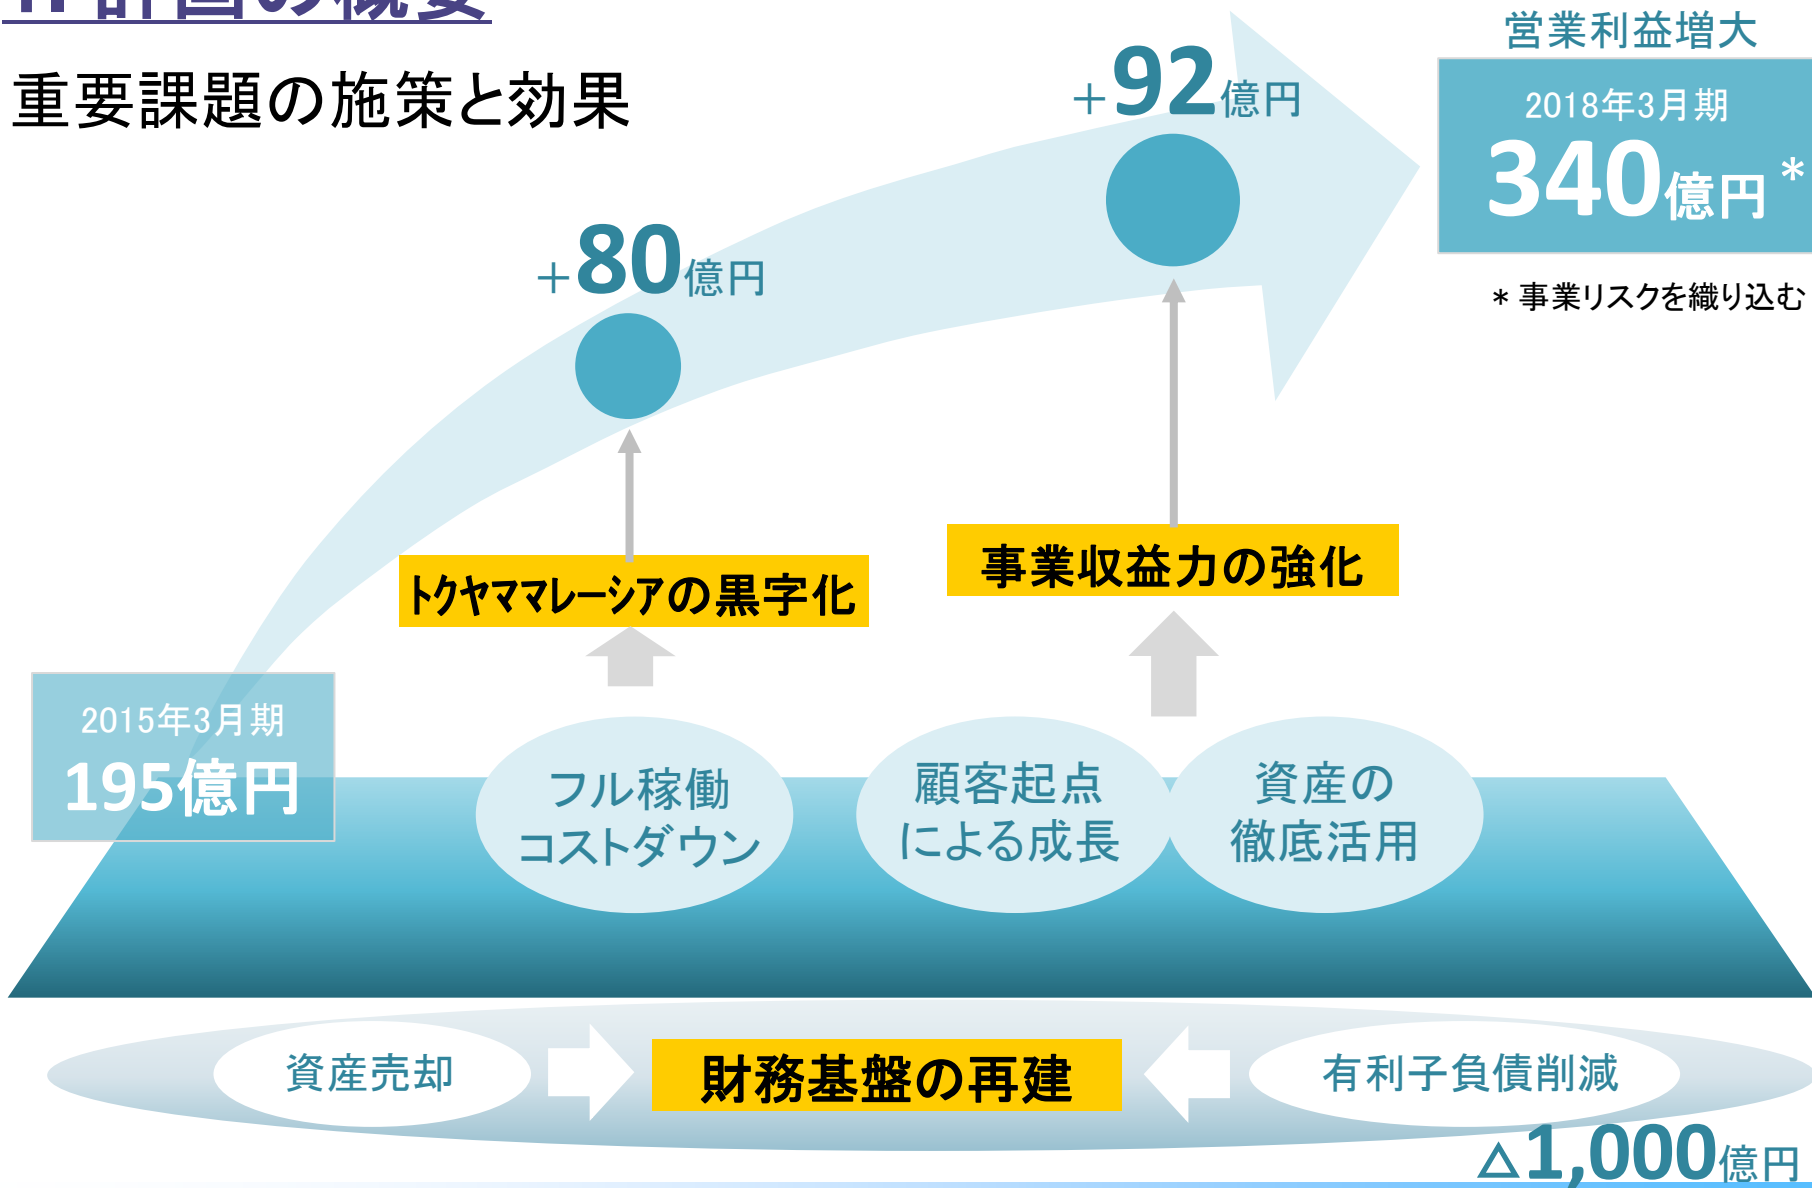 計画の概要
重要課題の施策と効果
+92億円
営業利益増大
2018年3月期
340億円*
* 事業リスクを織り込む
+80億円
事業収益力の強化
トクヤママレーシアの黒字化
2015年3月期
195億円
フル稼働
コストダウン
顧客起点
による成長
資産の
徹底活用
資産売却
財務基盤の再建
有利子負債削減
△1,000億円